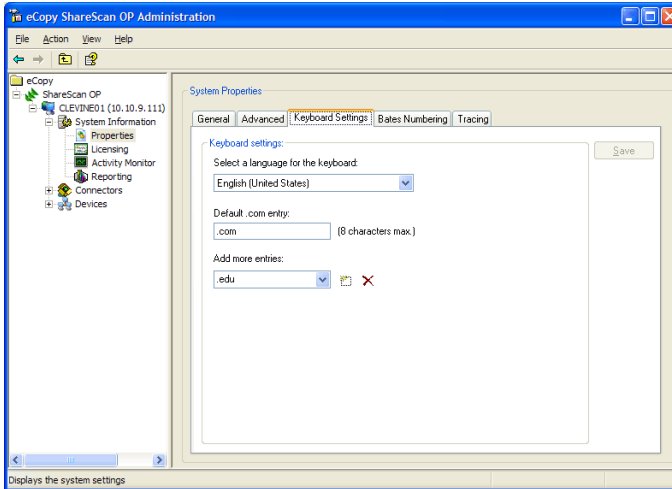 eCopy ShareScan OP Administration
File Action View Help
eCopy
ShareScan OP
CLEVINE01 (10.10.9.111)
System Information
Properties
Licensing
Activity Monitor
Reporting
Connectors
Devices
System Properties
General Advanced Keyboard Settings Bates Numbering Tracing
Keyboard settings:
Save
Select a language for the keyboard:
English (United States)
Default .com entry:
.com (8 characters max.)
Add more entries:
.edu
Displays the system settings